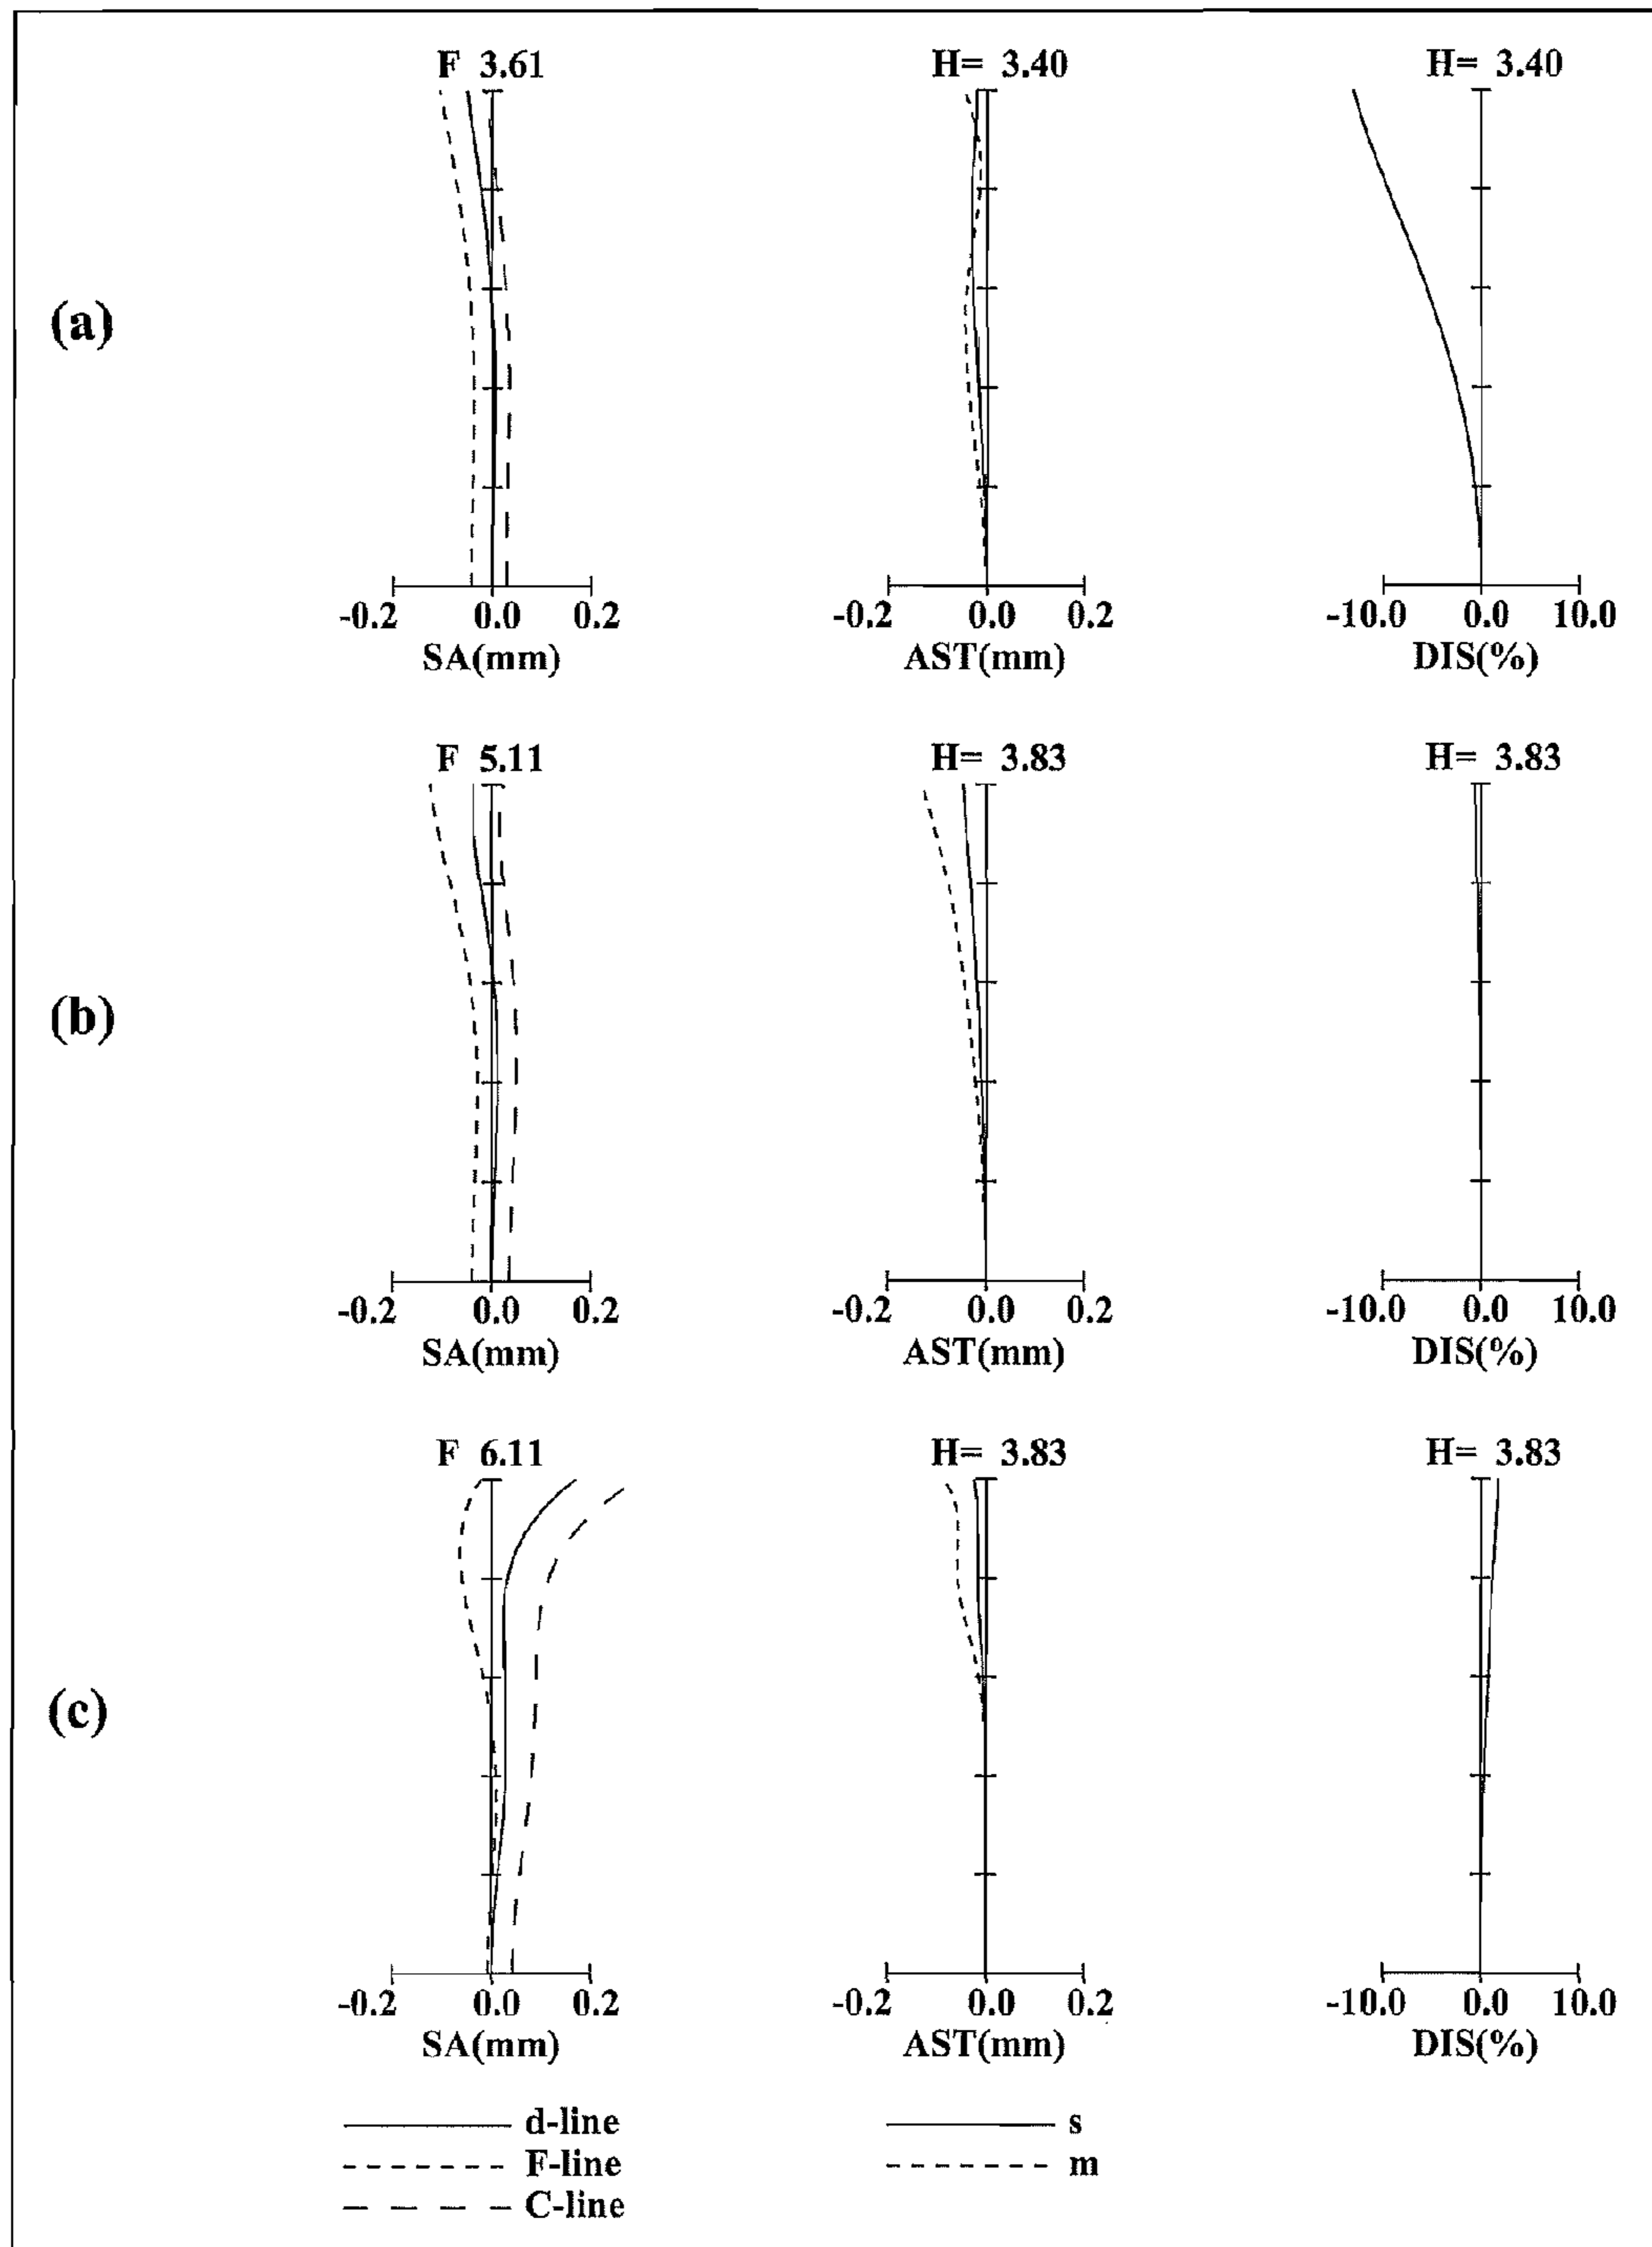 F 3.61 H= 3.40 H= 3.40
(a)
-0.2 0.0 0.2 -0.2 0.0 0.2 -10.0 0.0 10.0
SA(mm) AST(mm) DIS(%)
F 5.11 H= 3.83 H= 3.83
(b)
-0.2 0.0 0.2 -0.2 0.0 0.2 -10.0 0.0 10.0
SA(mm) AST(mm) DIS(%)
F 6.11 H= 3.83 H= 3.83
(c)
-0.2 0.0 0.2 -0.2 0.0 0.2 -10.0 0.0 10.0
SA(mm) AST(mm) DIS(%)
d-line s
F-line m
C-line